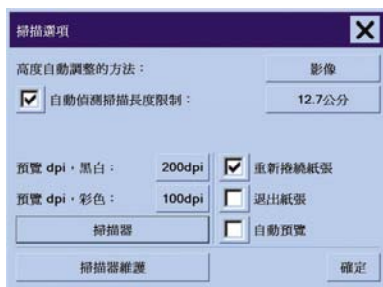 掃描選項
高度自動調整的方法： 影像
自動偵測掃描長度限制： 12.7公分
預覽 dpi，黑白： 200dpi 重新捲繞紙張
預覽 dpi，彩色： 100dpi 退出紙張
掃描器 自動預覽
掃描器維護 確定